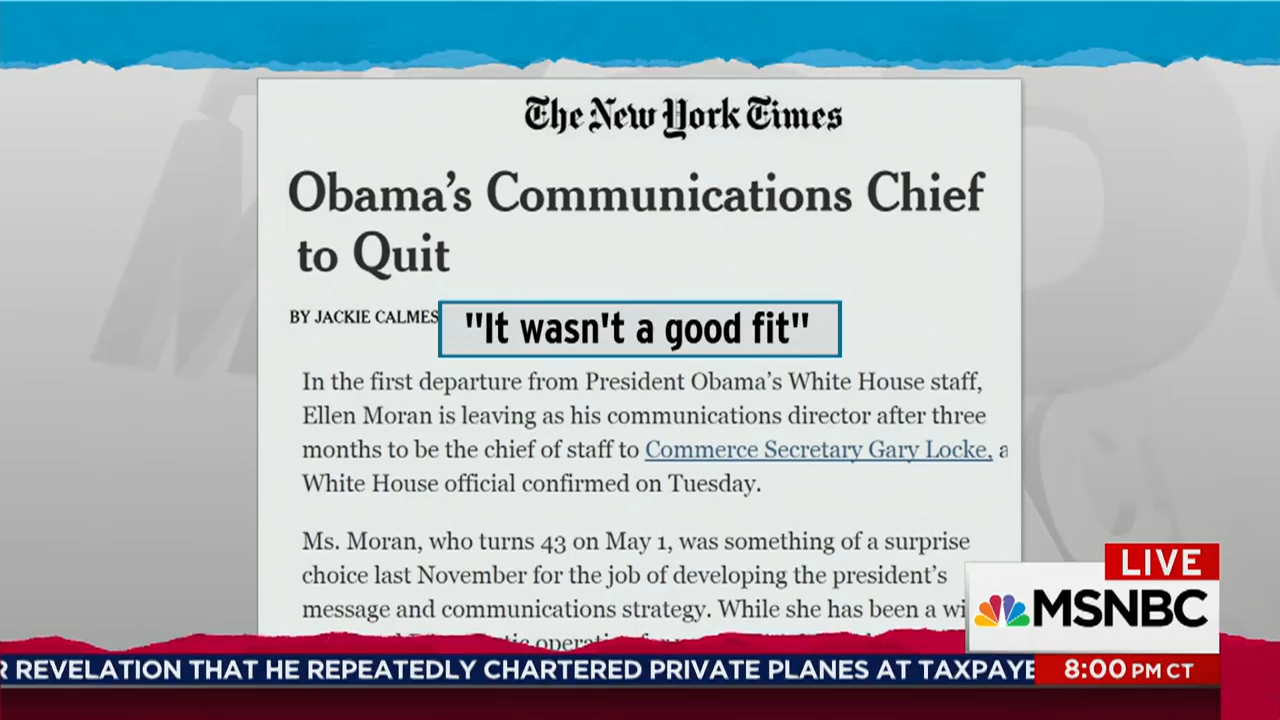 The New York Times
Obama's Communications Chief
to Quit
BY JACKIE CALMES
"It wasn't a good fit"
In the first departure from President Obama's White House staff,
Ellen Moran is leaving as his communications director after three
months to be the chief of staff to Commerce Secretary Gary Locke, a
White House official confirmed on Tuesday.
Ms. Moran, who turns 43 on May 1, was something of a surprise
choice last November for the job of developing the president's
message and communications strategy. While she has been a wi
LIVE
MSNBC
R REVELATION THAT HE REPEATEDLY CHARTERED PRIVATE PLANES AT TAXPAYE
8:00 PM CT